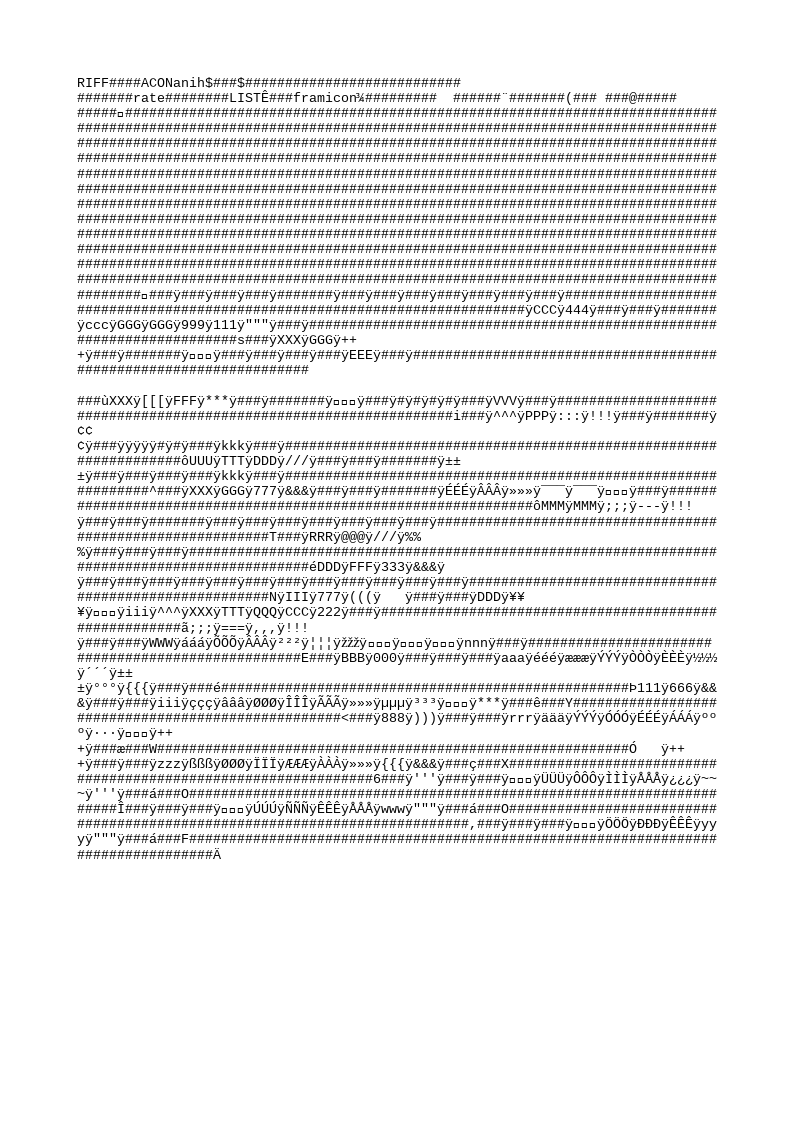 RIFF####ACONanih$###$###########################
#######rate########LISTÊ###framicon¾#########  ######¨#######(### ###@#####
#####▫##########################################################################
################################################################################
################################################################################
################################################################################
################################################################################
################################################################################
################################################################################
################################################################################
################################################################################
################################################################################
################################################################################
################################################################################
########▫###ÿ###ÿ###ÿ###ÿ#######ÿ###ÿ###ÿ###ÿ###ÿ###ÿ###ÿ###ÿ###################
########################################################ÿCCCÿ444ÿ###ÿ###ÿ#######
ÿcccÿGGGÿGGGÿ999ÿ111ÿ"""ÿ###ÿ###################################################
####################s###ÿXXXÿGGGÿ++
+ÿ###ÿ#######ÿ▫▫▫ÿ###ÿ###ÿ###ÿ###ÿEEEÿ###ÿ######################################
#############################
###ùXXXÿ[[[ÿFFFÿ***ÿ###ÿ#######ÿ▫▫▫ÿ###ÿ#ÿ#ÿ#ÿ#ÿ###ÿVVVÿ###ÿ####################
###############################################i###ÿ^^^ÿPPPÿ:::ÿ!!!ÿ###ÿ#######ÿ
¢¢
¢ÿ###ÿÿÿÿÿ#ÿ#ÿ###ÿkkkÿ###ÿ######################################################
#############ôUUUÿTTTÿDDDÿ///ÿ###ÿ###ÿ#######ÿ±±
±ÿ###ÿ###ÿ###ÿ###ÿkkkÿ###ÿ######################################################
#########^###ÿXXXÿGGGÿ777ÿ&&&ÿ###ÿ###ÿ#######ÿÉÉÉÿÂÂÂÿ»»»ÿ¯¯¯ÿ¯¯¯ÿ▫▫▫ÿ###ÿ######
#########################################################ôMMMÿMMMÿ;;;ÿ---ÿ!!!
ÿ###ÿ###ÿ#######ÿ###ÿ###ÿ###ÿ###ÿ###ÿ###ÿ###ÿ###################################
########################T###ÿRRRÿ@@@ÿ///ÿ%%
%ÿ###ÿ###ÿ###ÿ##################################################################
#############################éDDDÿFFFÿ333ÿ&&&ÿ
ÿ###ÿ###ÿ###ÿ###ÿ###ÿ###ÿ###ÿ###ÿ###ÿ###ÿ###ÿ###ÿ###############################
########################NÿIIIÿ777ÿ(((ÿ   ÿ###ÿ###ÿDDDÿ¥¥
¥ÿ▫▫▫ÿiiiÿ^^^ÿXXXÿTTTÿQQQÿCCCÿ222ÿ###ÿ##########################################
#############ã;;;ÿ===ÿ,,,ÿ!!!
ÿ###ÿ###ÿWWWÿáááÿÕÕÕÿÂÂÂÿ²²²ÿ¦¦¦ÿžžžÿ▫▫▫ÿ▫▫▫ÿ▫▫▫ÿnnnÿ###ÿ#######################
############################E###ÿBBBÿ000ÿ###ÿ###ÿ###ÿaaaÿéééÿæææÿÝÝÝÿÒÒÒÿÈÈÈÿ½½½
ÿ´´´ÿ±±
±ÿ°°°ÿ{{{ÿ###ÿ###é###################################################Þ111ÿ666ÿ&&
&ÿ###ÿ###ÿiiiÿçççÿâââÿØØØÿÎÎÎÿÃÃÃÿ»»»ÿµµµÿ³³³ÿ▫▫▫ÿ***ÿ###ê###Y##################
#################################<###ÿ888ÿ)))ÿ###ÿ###ÿrrrÿäääÿÝÝÝÿÓÓÓÿÉÉÉÿÁÁÁÿºº
ºÿ···ÿ▫▫▫ÿ++
+ÿ###æ###W###########################################################Ó   ÿ++
+ÿ###ÿ###ÿzzzÿßßßÿØØØÿÏÏÏÿÆÆÆÿÀÀÀÿ»»»ÿ{{{ÿ&&&ÿ###ç###X##########################
#####################################6###ÿ'''ÿ###ÿ###ÿ▫▫▫ÿÜÜÜÿÔÔÔÿÌÌÌÿÅÅÅÿ¿¿¿ÿ~~
~ÿ'''ÿ###á###O##################################################################
#####Î###ÿ###ÿ###ÿ▫▫▫ÿÚÚÚÿÑÑÑÿÊÊÊÿÅÅÅÿwwwÿ"""ÿ###á###O##########################
#################################################,###ÿ###ÿ###ÿ▫▫▫ÿÖÖÖÿÐÐÐÿÊÊÊÿyy
yÿ"""ÿ###á###F##################################################################
#################Ä